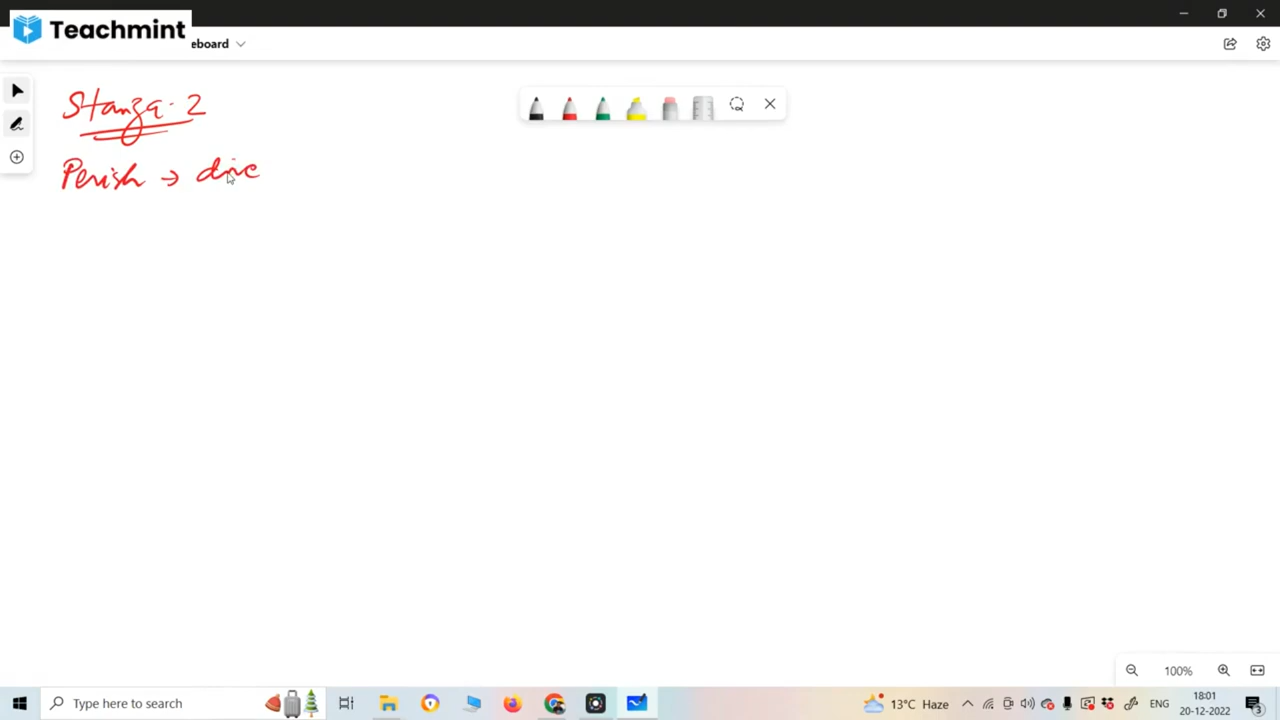 Teachmint
eboard
Stanza-2
Perish → die
100%
Type here to search
13°C Haze
ENG
18:01
20-12-2022
3